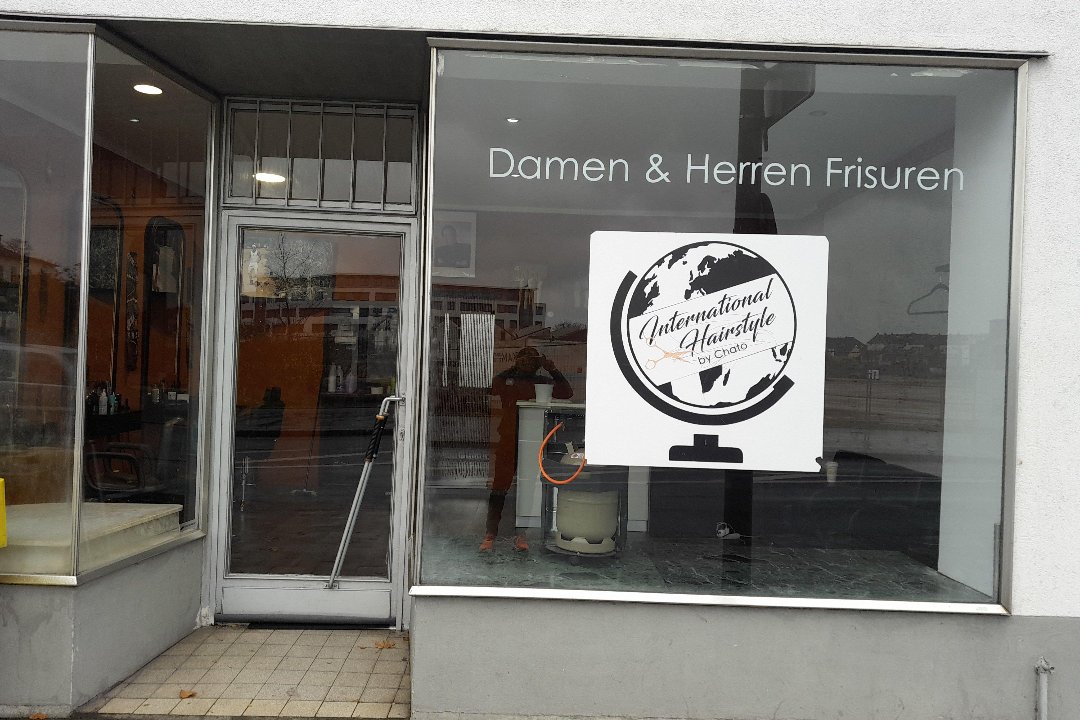 Damen & Herren Frisuren
International
Hairstyle
by Chato